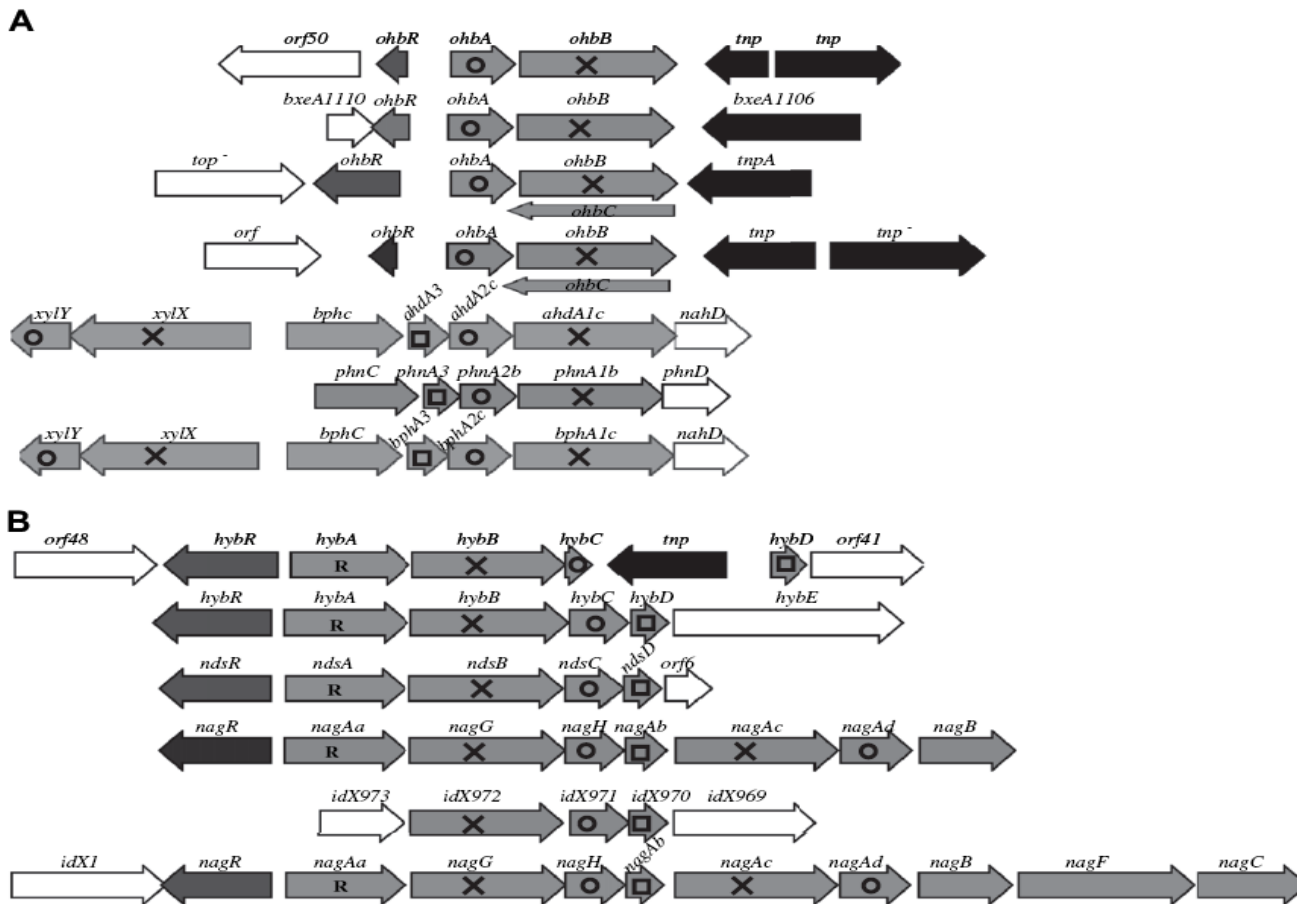 A
orf50 ohbR ohbA ohbB tnp tnp
bxeA1110 ohbR ohbA ohbB bxeA1106
top - ohbR ohbA ohbB tnpA
ohbC
orf ohbR ohbA ohbB tnp tnp -
ohbC
xylY xylX bphc ahdA3 ahdA2c ahdA1c nahD
phnC phnA3 phnA2b phnA1b phnD
xylY xylX bphC bphA3 bphA2c bphA1c nahD
B
orf48 hybR hybA hybB hybC tnp hybD orf41
R
hybR hybA hybB hybC hybD hybE
R
ndsR ndsA ndsB ndsC ndsD orf6
R
nagR nagAa nagG nagH nagAb nagAc nagAd nagB
R
idX973 idX972 idX971 idX970 idX969
idX1 nagR nagAa nagG nagH nagAb nagAc nagAd nagB nagF nagC
R